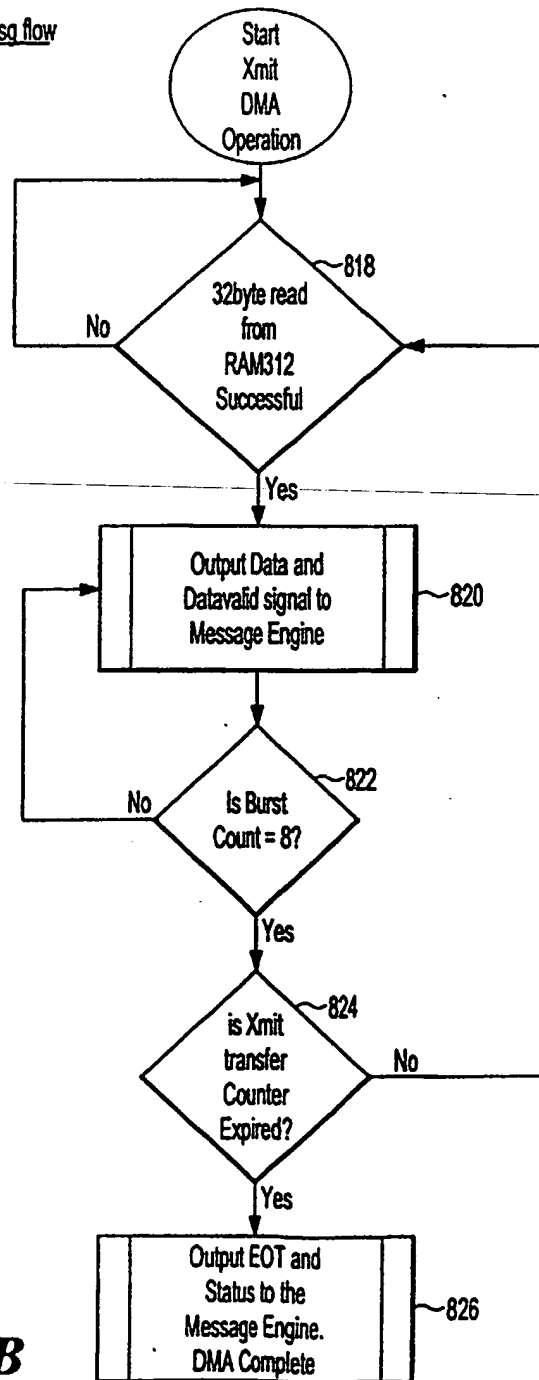 flow
Start
Xmit
DMA
Operation
818
32byte read
from
RAM312
Successful
No
Yes
Output Data and
Datavalid signal to
Message Engine
820
822
Is Burst
Count = 8?
No
Yes
824
is Xmit
transfer
Counter
Expired?
No
Yes
Output EOT and
Status to the
Message Engine.
DMA Complete
826
B